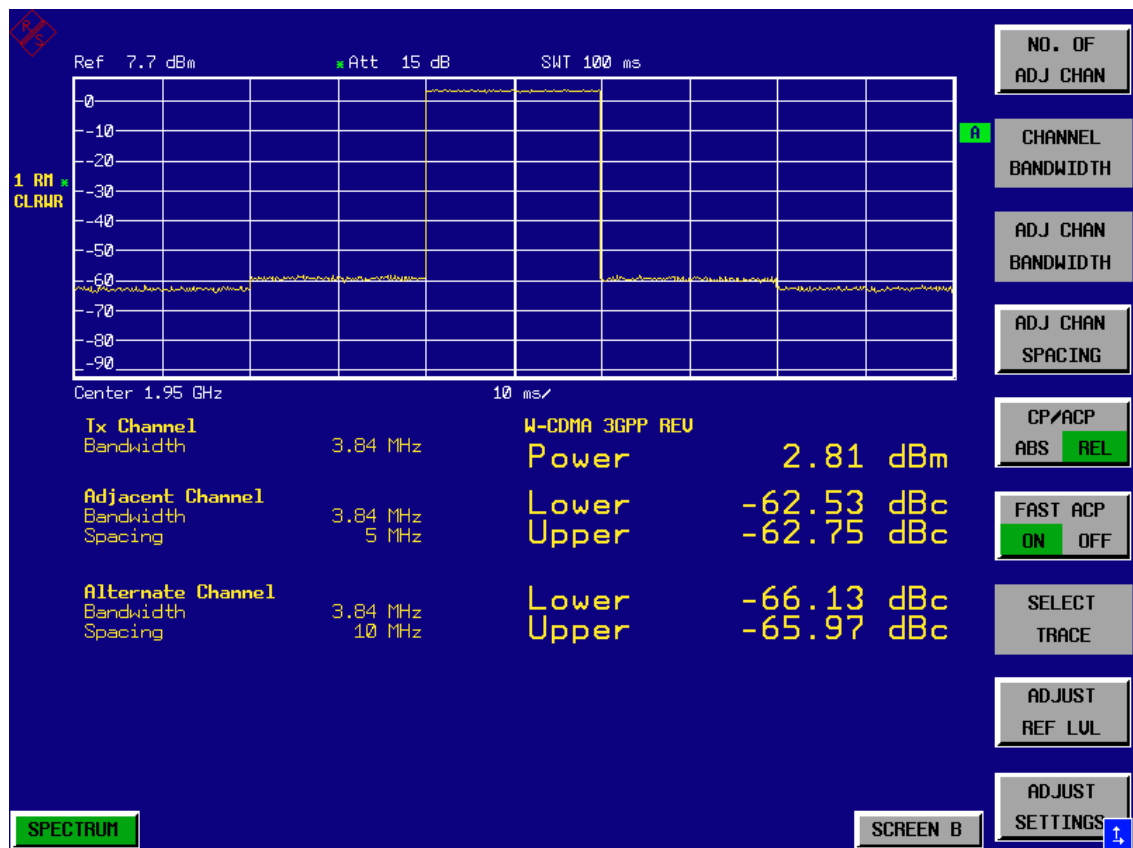 R S
Ref 7.7 dBm * Att 15 dB SWT 100 ms
0
-10
-20
-30
-40
-50
-60
-70
-80
-90
1 RM *
CLRWR
A
Center 1.95 GHz 10 ms/
Tx Channel W-CDMA 3GPP REV
Bandwidth 3.84 MHz Power 2.81 dBm
Adjacent Channel Lower -62.53 dBc
Bandwidth 3.84 MHz
Spacing 5 MHz Upper -62.75 dBc
Alternate Channel Lower -66.13 dBc
Bandwidth 3.84 MHz
Spacing 10 MHz Upper -65.97 dBc
NO. OF
ADJ CHAN
CHANNEL
BANDWIDTH
ADJ CHAN
BANDWIDTH
ADJ CHAN
SPACING
CP/ACP
ABS REL
FAST ACP
ON OFF
SELECT
TRACE
ADJUST
REF LVL
ADJUST
SETTINGS
SPECTRUM SCREEN B